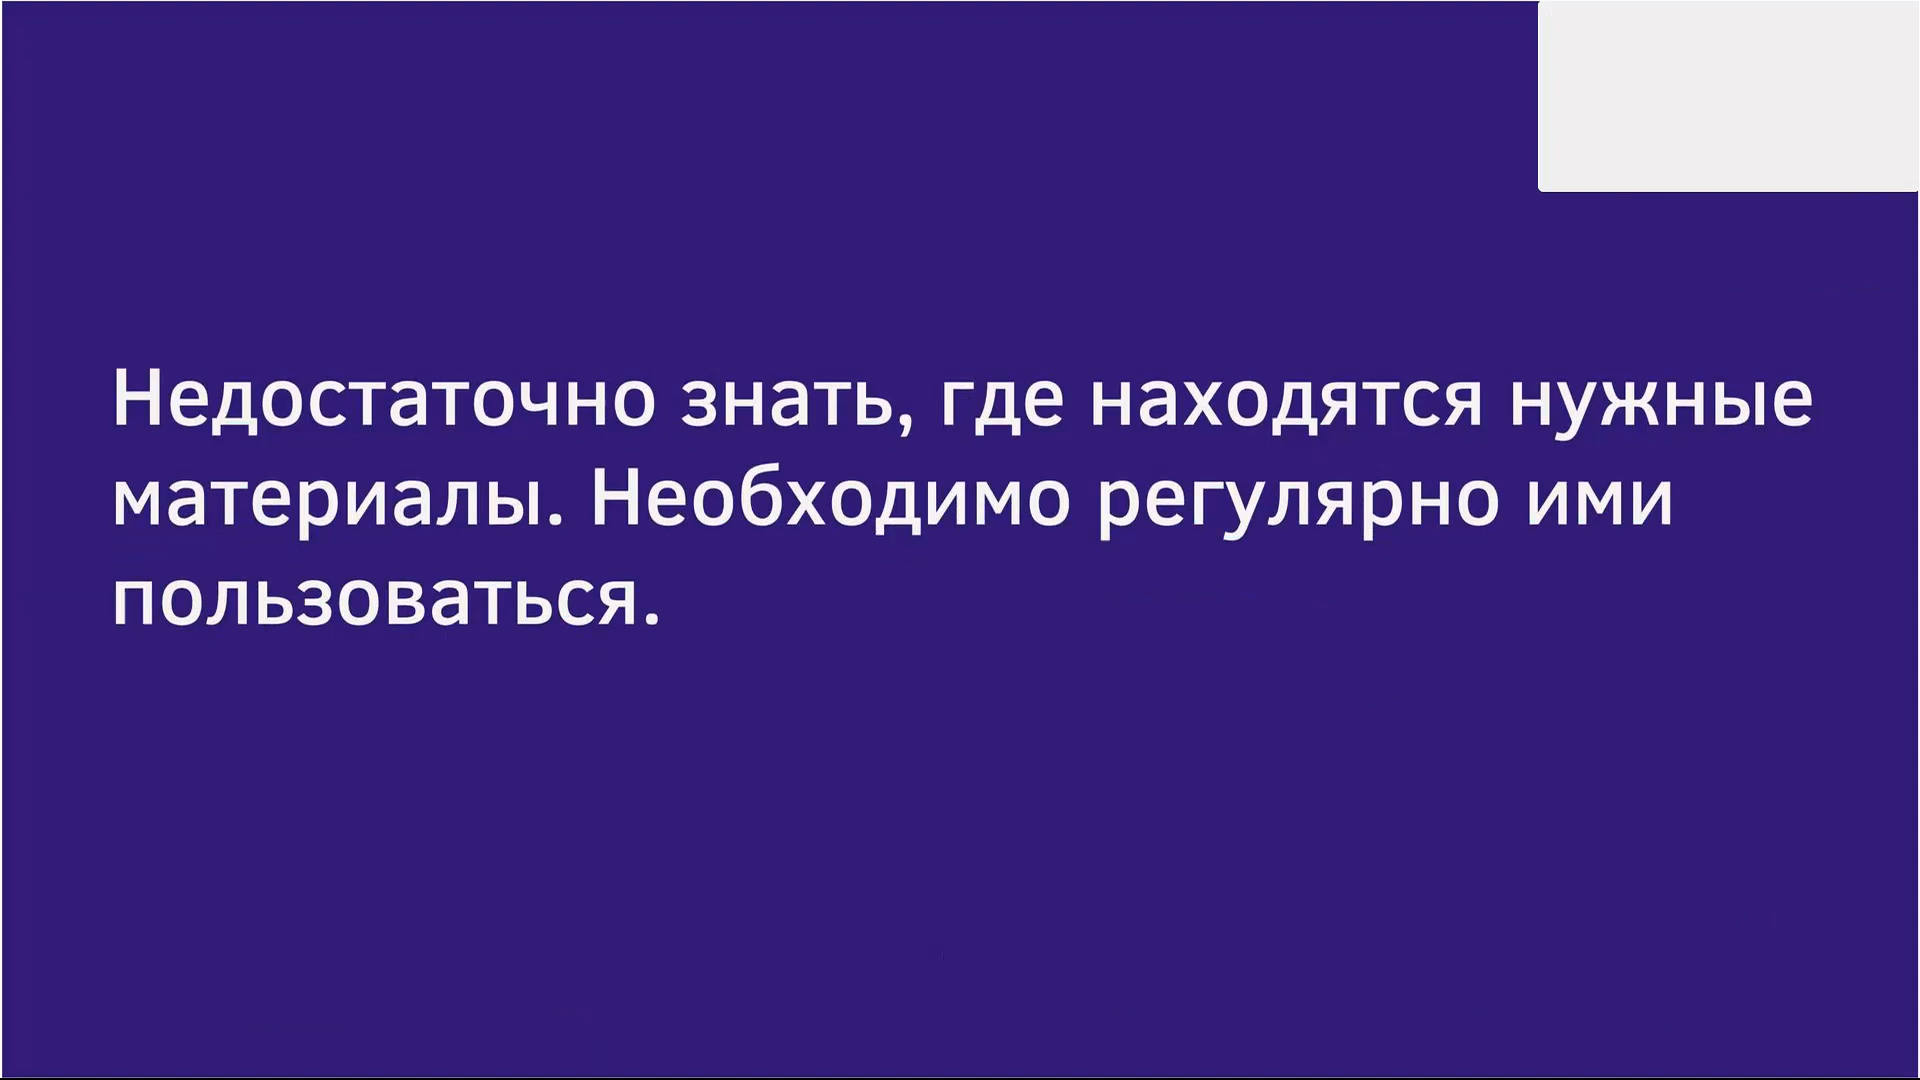 Недостаточно знать, где находятся нужные
материалы. Необходимо регулярно ими
пользоваться.